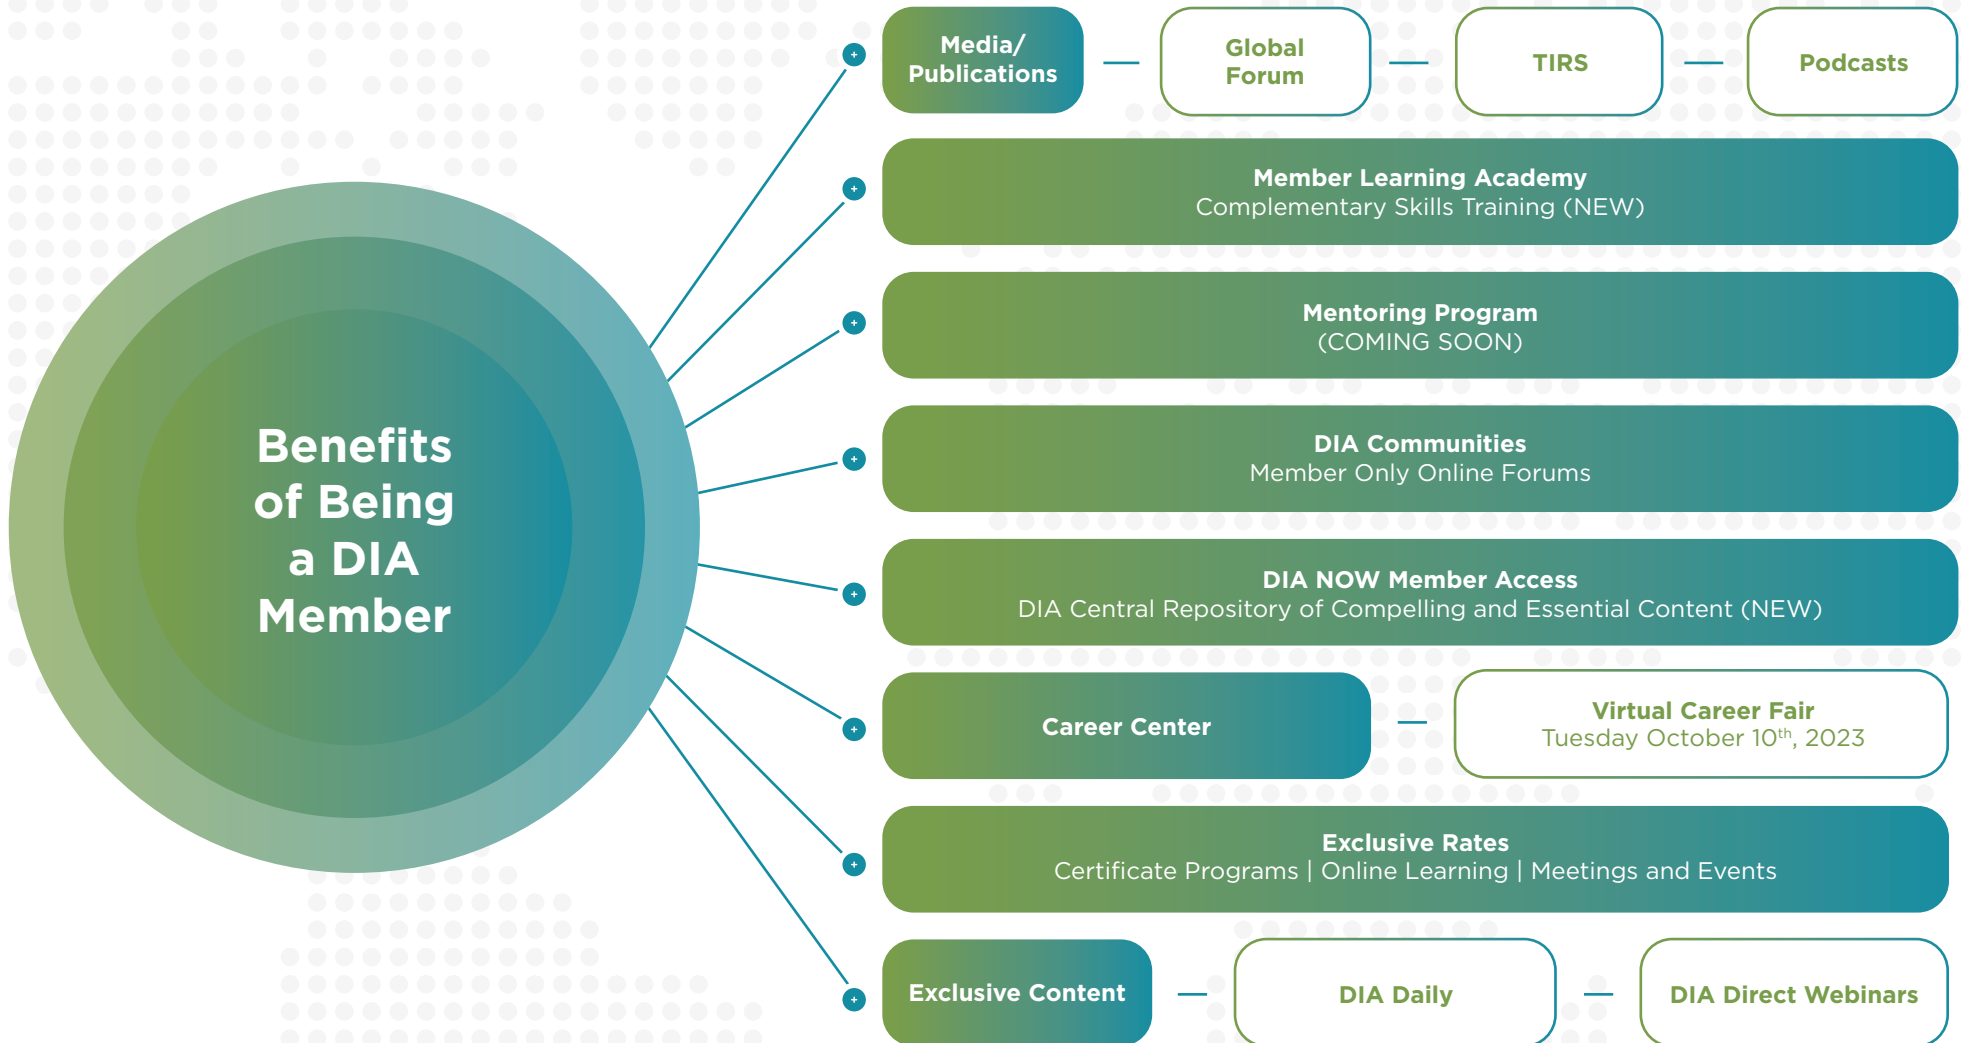 Benefits
of Being
a DIA
Member
Media/
Publications
Global
Forum
TIRS
Podcasts
Member Learning Academy
Complementary Skills Training (NEW)
Mentoring Program
(COMING SOON)
DIA Communities
Member Only Online Forums
DIA NOW Member Access
DIA Central Repository of Compelling and Essential Content (NEW)
Career Center
Virtual Career Fair
Tuesday October 10th, 2023
Exclusive Rates
Certificate Programs | Online Learning | Meetings and Events
Exclusive Content
DIA Daily
DIA Direct Webinars